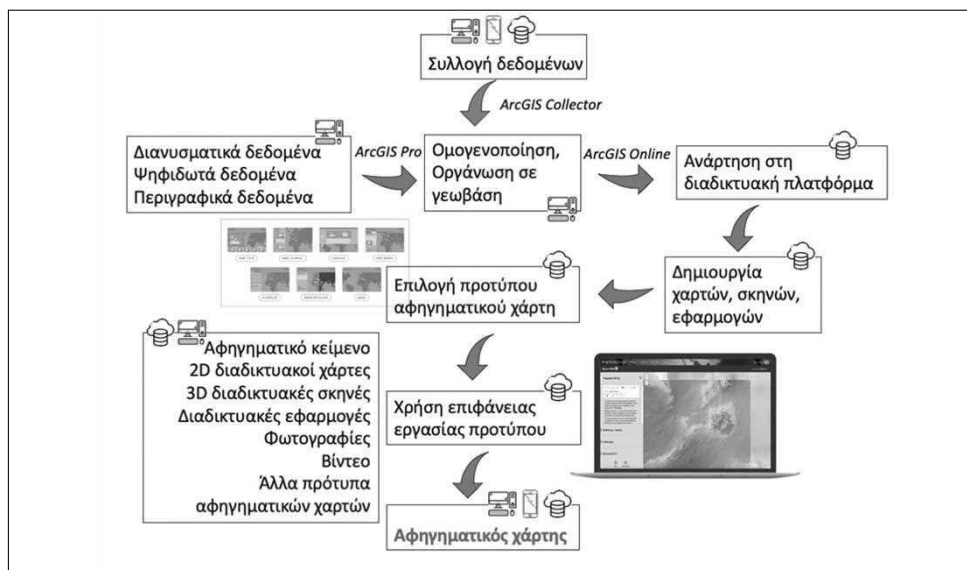 Συλλογή δεδομένων
ArcGIS Collector
Διανυσματικά δεδομένα
Ψηφιδωτά δεδομένα
Περιγραφικά δεδομένα
ArcGIS Pro
Ομογενοποίηση,
Οργάνωση σε
γεωβάση
ArcGIS Online
Ανάρτηση στη
διαδικτυακή πλατφόρμα
Δημιουργία
χαρτών, σκηνών,
εφαρμογών
Επιλογή προτύπου
αφηγηματικού χάρτη
Αφηγηματικό κείμενο
2D διαδικτυακοί χάρτες
3D διαδικτυακές σκηνές
Διαδικτυακές εφαρμογές
Φωτογραφίες
Βίντεο
Άλλα πρότυπα
αφηγηματικών χαρτών
Χρήση επιφάνειας
εργασίας προτύπου
Αφηγηματικός χάρτης